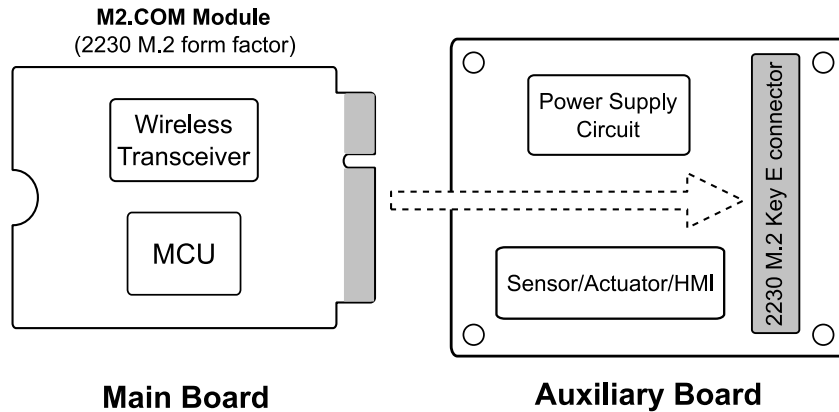 M2.COM Module
(2230 M.2 form factor)
Wireless
Transceiver
MCU
Main Board
Power Supply
Circuit
Sensor/Actuator/HMI
2230 M.2 Key E connector
Auxiliary Board